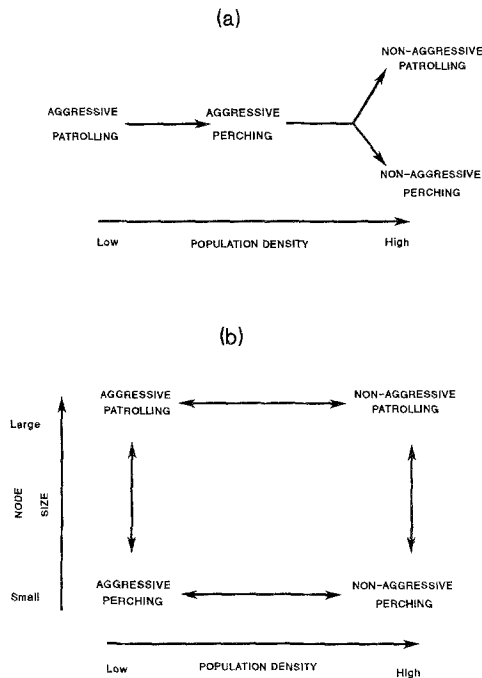 (a)
NON-AGGRESSIVE
PATROLLING
AGGRESSIVE
PATROLLING
AGGRESSIVE
PERCHING
NON-AGGRESSIVE
PERCHING
Low POPULATION DENSITY High
(b)
AGGRESSIVE
PATROLLING
NON-AGGRESSIVE
PATROLLING
Large
NODE
SIZE
Small
AGGRESSIVE
PERCHING
NON-AGGRESSIVE
PERCHING
Low POPULATION DENSITY High